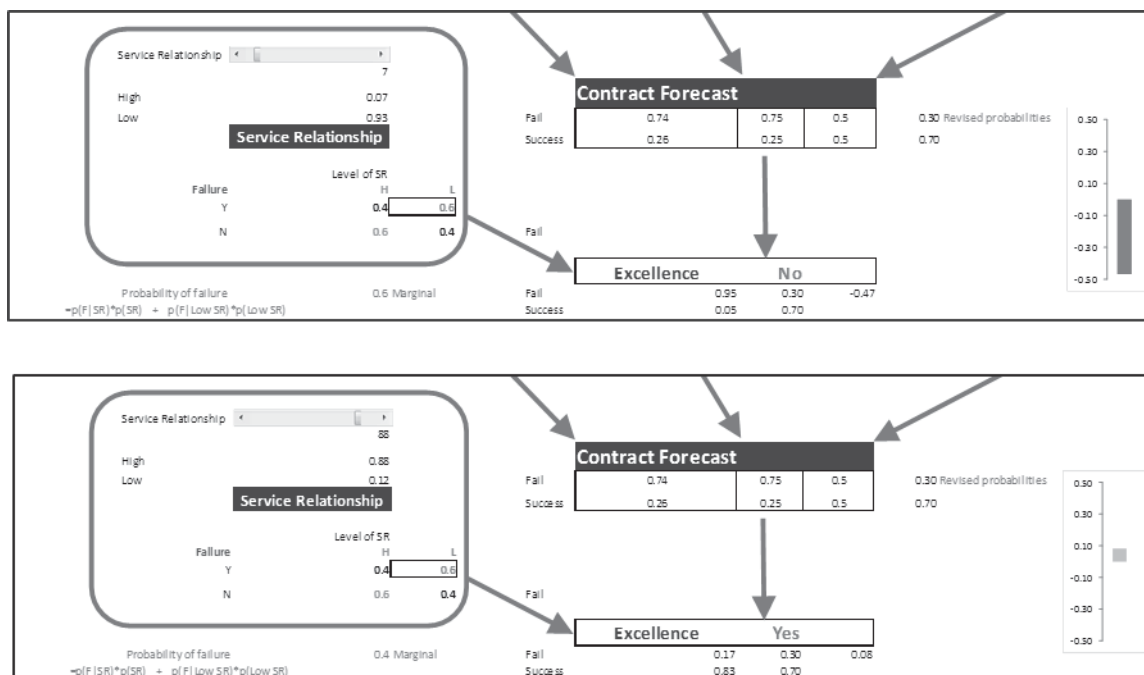 Service Relationship
7
High 0.07
Low 0.93
Service Relationship
Level of SR
Failure H L
Y 0.4 0.6
N 0.6 0.4
Probability of failure 0.6 Marginal
=p(F|SR)*p(SR) + p(F|Low SR)*p(Low SR)
Contract Forecast
Fail 0.74 0.75 0.5 0.30 Revised probabilities
Success 0.26 0.25 0.5 0.70
Fail
Excellence No
Fail 0.95 0.30 -0.47
Success 0.05 0.70
0.50
0.30
0.10
-0.10
-0.30
-0.50
Service Relationship
88
High 0.88
Low 0.12
Service Relationship
Level of SR
Failure H L
Y 0.4 0.6
N 0.6 0.4
Probability of failure 0.4 Marginal
=p(F|SR)*p(SR) + p(F|Low SR)*p(Low SR)
Contract Forecast
Fail 0.74 0.75 0.5 0.30 Revised probabilities
Success 0.26 0.25 0.5 0.70
Fail
Excellence Yes
Fail 0.17 0.30 0.08
Success 0.83 0.70
0.50
0.30
0.10
-0.10
-0.30
-0.50